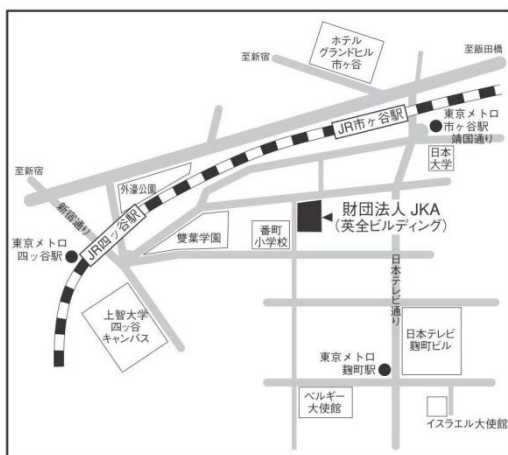 ホテル
グランドヒル
市ヶ谷
至新宿
至飯田橋
JR市ヶ谷駅
東京メトロ
市ヶ谷駅
靖国通り
日本
大学
至新宿
外濠公園
新宿通り
JR四ッ谷駅
東京メトロ
四ッ谷駅
雙葉学園
番町
小学校
財団法人 JKA
(英全ビルディング)
上智大学
四ッ谷
キャンパス
日本テレビ通り
日本テレビ
麹町ビル
東京メトロ
麹町駅
ベルギー
大使館
イスラエル大使館